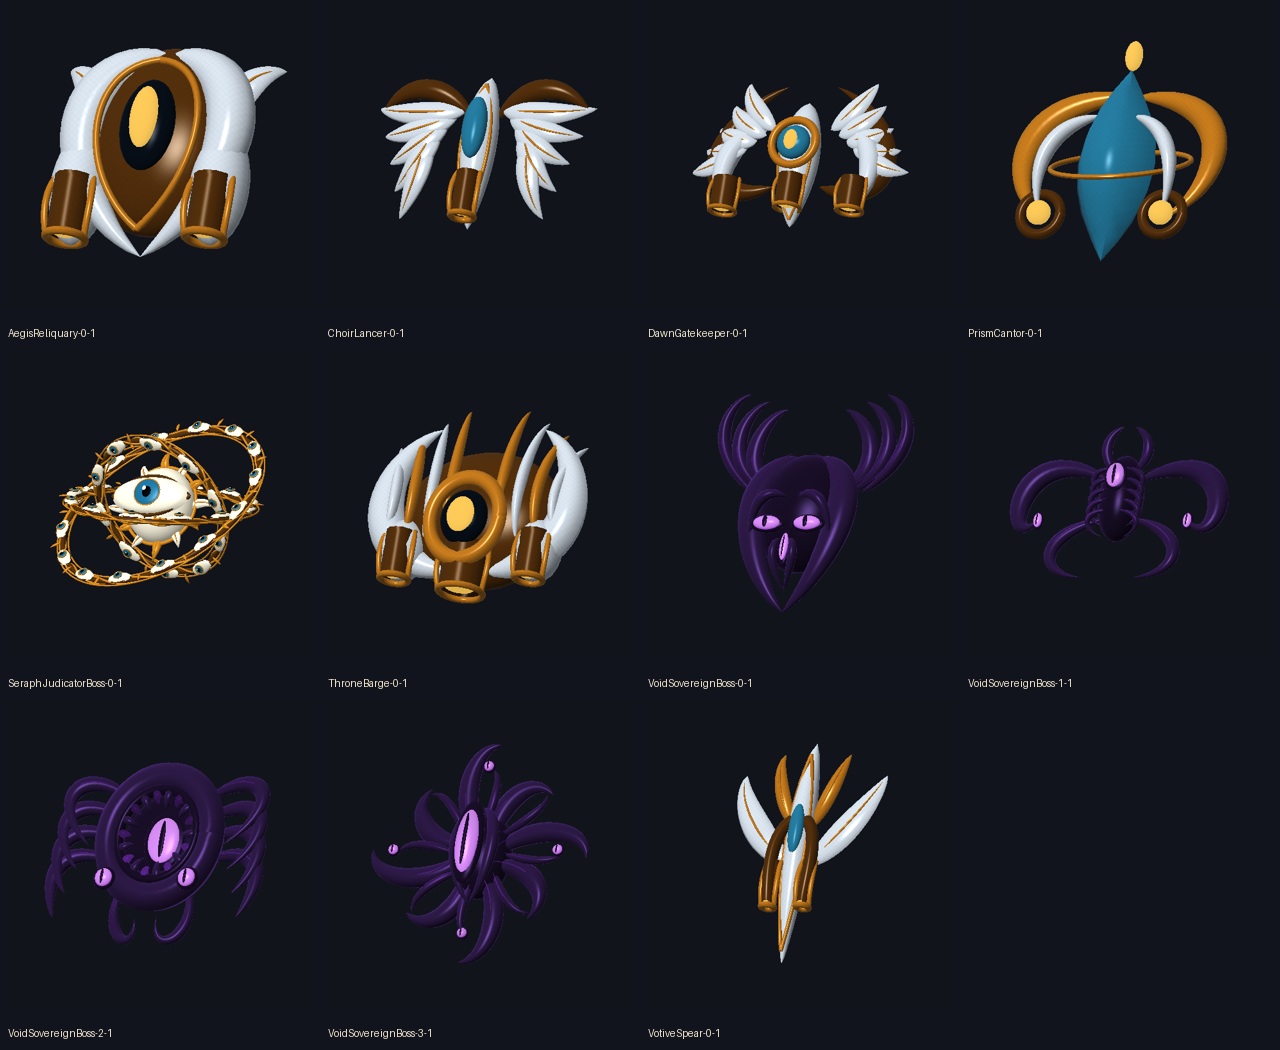 AegisReliquary-0-1
ChoirLancer-0-1
DawnGatekeeper-0-1
PrismCantor-0-1
SeraphJudicatorBoss-0-1
ThroneBarge-0-1
VoidSovereignBoss-0-1
VoidSovereignBoss-1-1
VoidSovereignBoss-2-1
VoidSovereignBoss-3-1
VotiveSpear-0-1